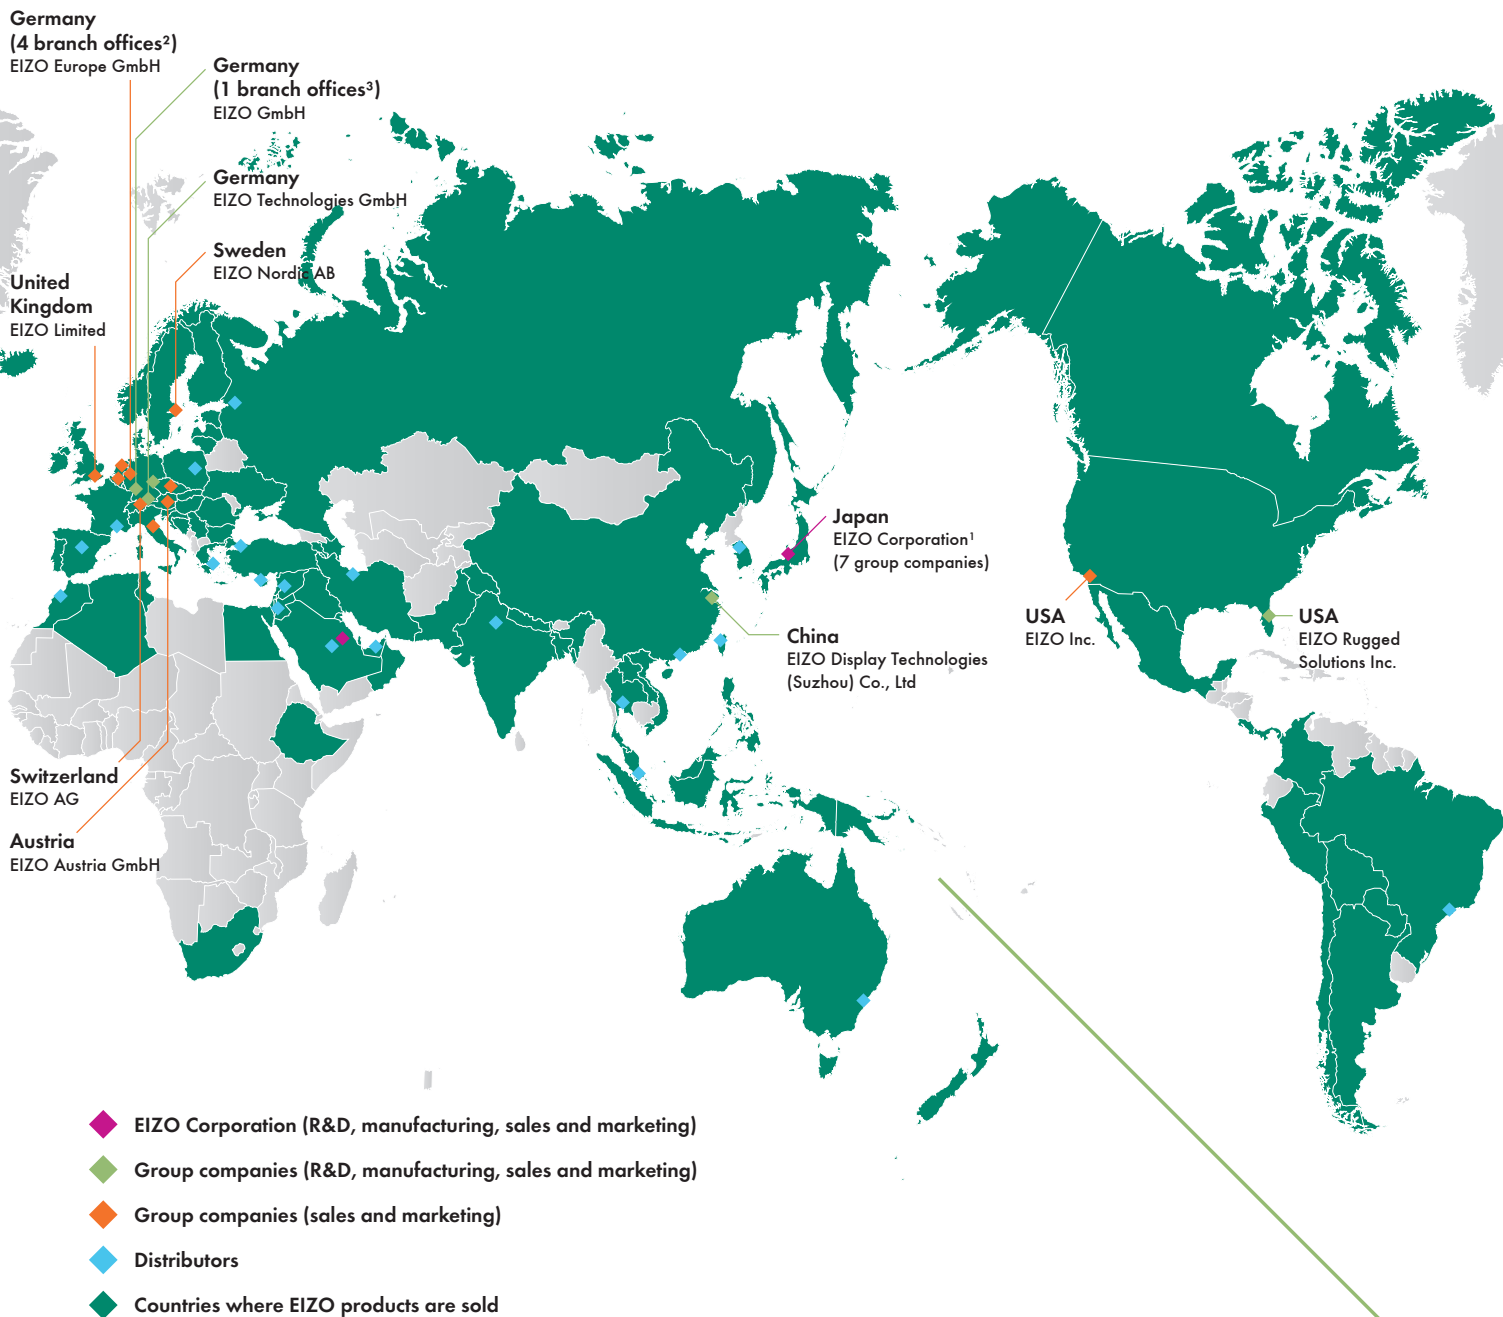 Germany
(4 branch offices²)
EIZO Europe GmbH
Germany
(1 branch offices³)
EIZO GmbH
Germany
EIZO Technologies GmbH
Sweden
EIZO Nordic AB
United
Kingdom
EIZO Limited
Japan
EIZO Corporation¹
(7 group companies)
China
EIZO Display Technologies
(Suzhou) Co., Ltd
USA
EIZO Inc.
USA
EIZO Rugged
Solutions Inc.
Switzerland
EIZO AG
Austria
EIZO Austria GmbH
EIZO Corporation (R&D, manufacturing, sales and marketing)
Group companies (R&D, manufacturing, sales and marketing)
Group companies (sales and marketing)
Distributors
Countries where EIZO products are sold